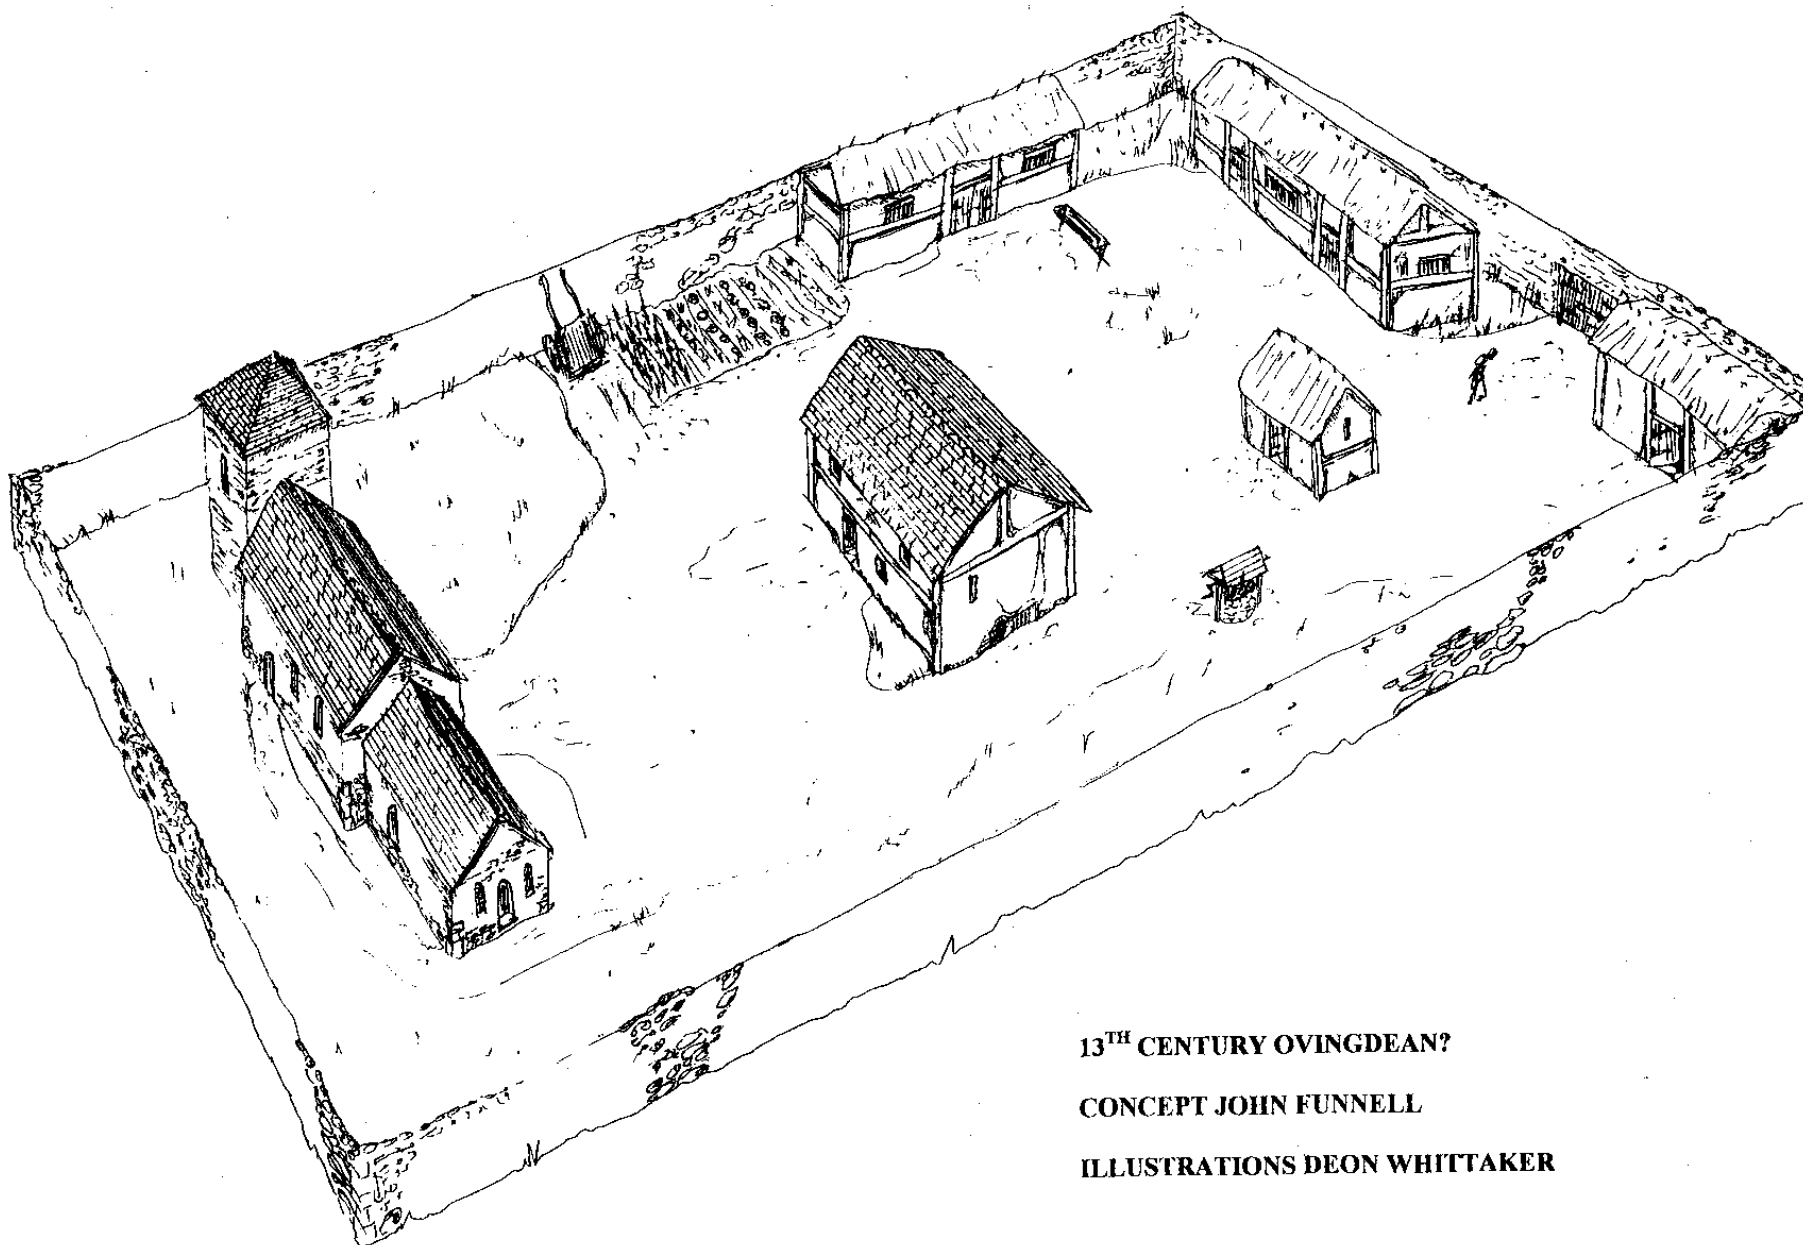 13TH CENTURY OVINGDEAN?
CONCEPT JOHN FUNNELL
ILLUSTRATIONS DEON WHITTAKER